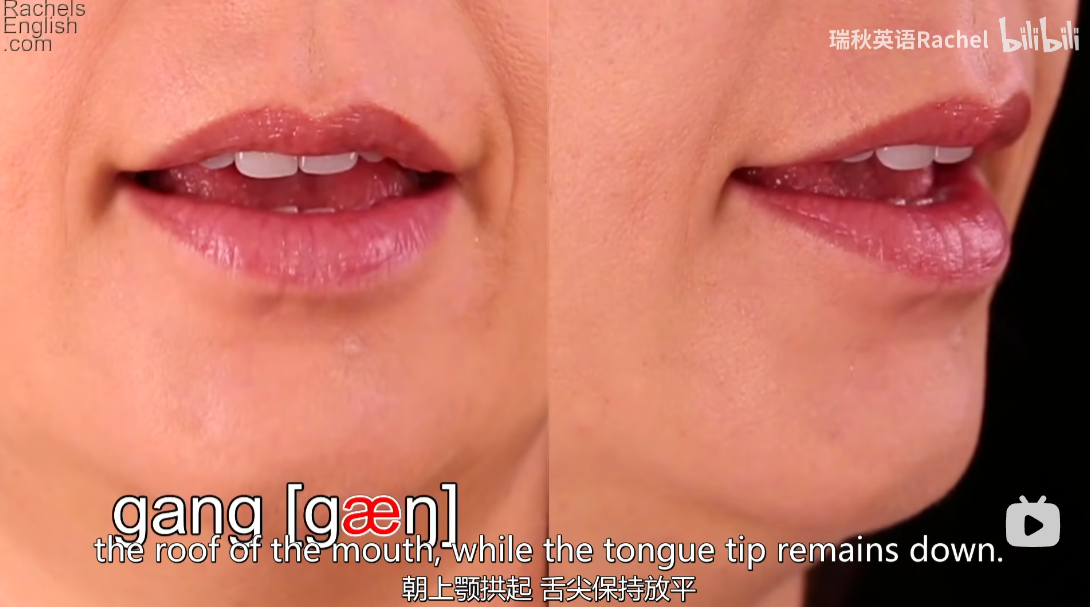 Rachels
English
.com
瑞秋英语Rachel bilibili
gang [gæŋ]
the roof of the mouth, while the tongue tip remains down.
朝上颚拱起 舌尖保持放平